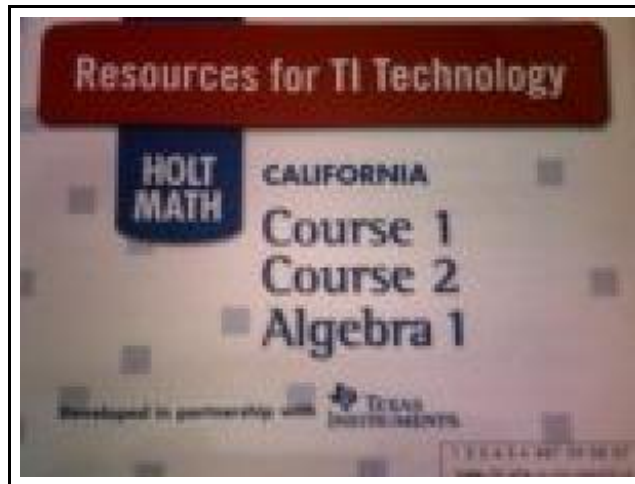 Resources for TI Technology
HOLT
MATH
CALIFORNIA
Course 1
Course 2
Algebra 1
Developed in partnership with
TEXAS
INSTRUMENTS